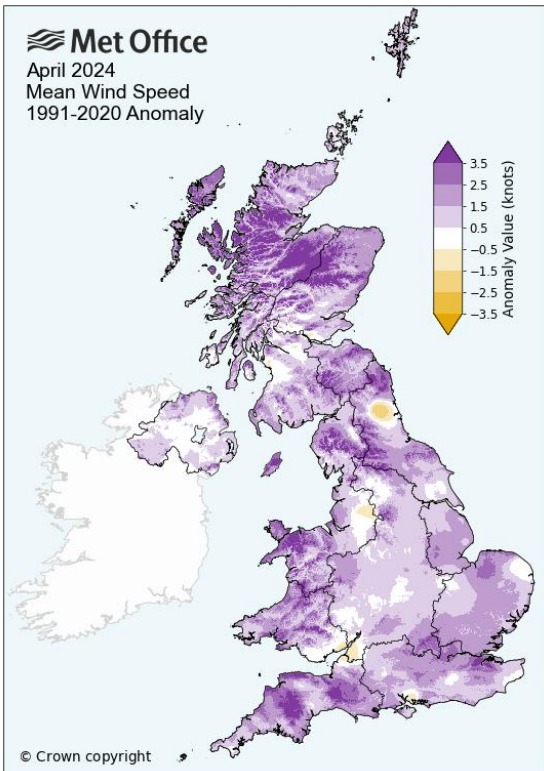 Met Office
April 2024
Mean Wind Speed
1991-2020 Anomaly
3.5
2.5
1.5
0.5
−0.5
−1.5
−2.5
−3.5
Anomaly Value (knots)
© Crown copyright